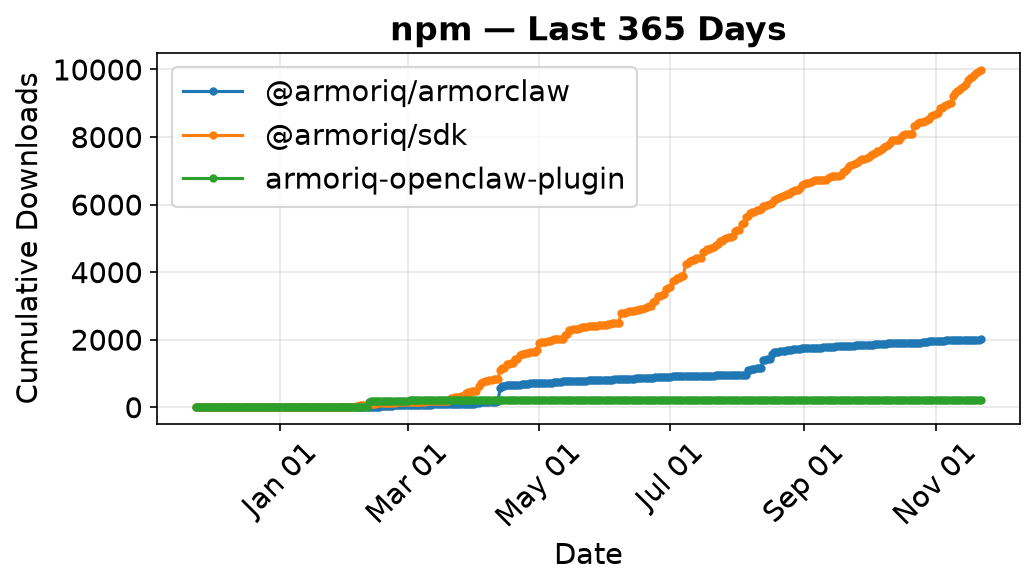 npm — Last 365 Days
@armoriq/armorclaw
@armoriq/sdk
armoriq-openclaw-plugin
Cumulative Downloads
10000
8000
6000
4000
2000
0
Jan 01
Mar 01
May 01
Jul 01
Sep 01
Nov 01
Date